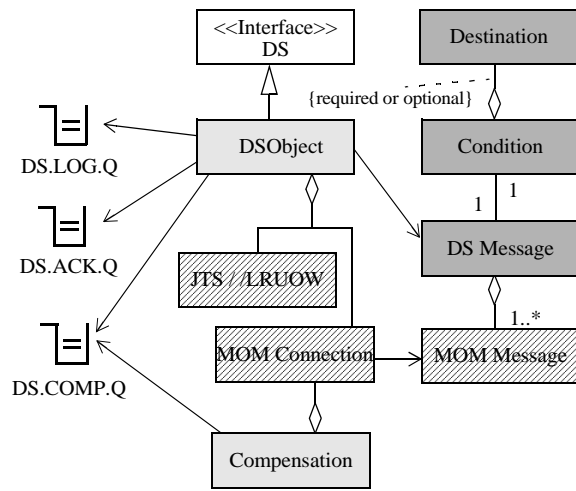 <<Interface>>
DS
Destination
{required or optional}
DSObject
Condition
DS.LOG.Q
1
1
DS Message
DS.ACK.Q
JTS / /LRUOW
1..*
MOM Connection
MOM Message
DS.COMP.Q
Compensation